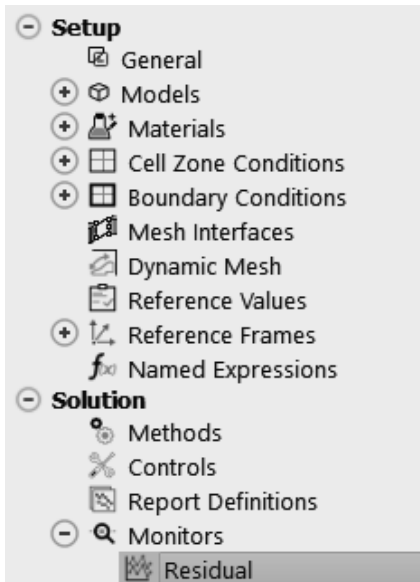 Setup
General
Models
Materials
Cell Zone Conditions
Boundary Conditions
Mesh Interfaces
Dynamic Mesh
Reference Values
Reference Frames
Named Expressions
Solution
Methods
Controls
Report Definitions
Monitors
Residual